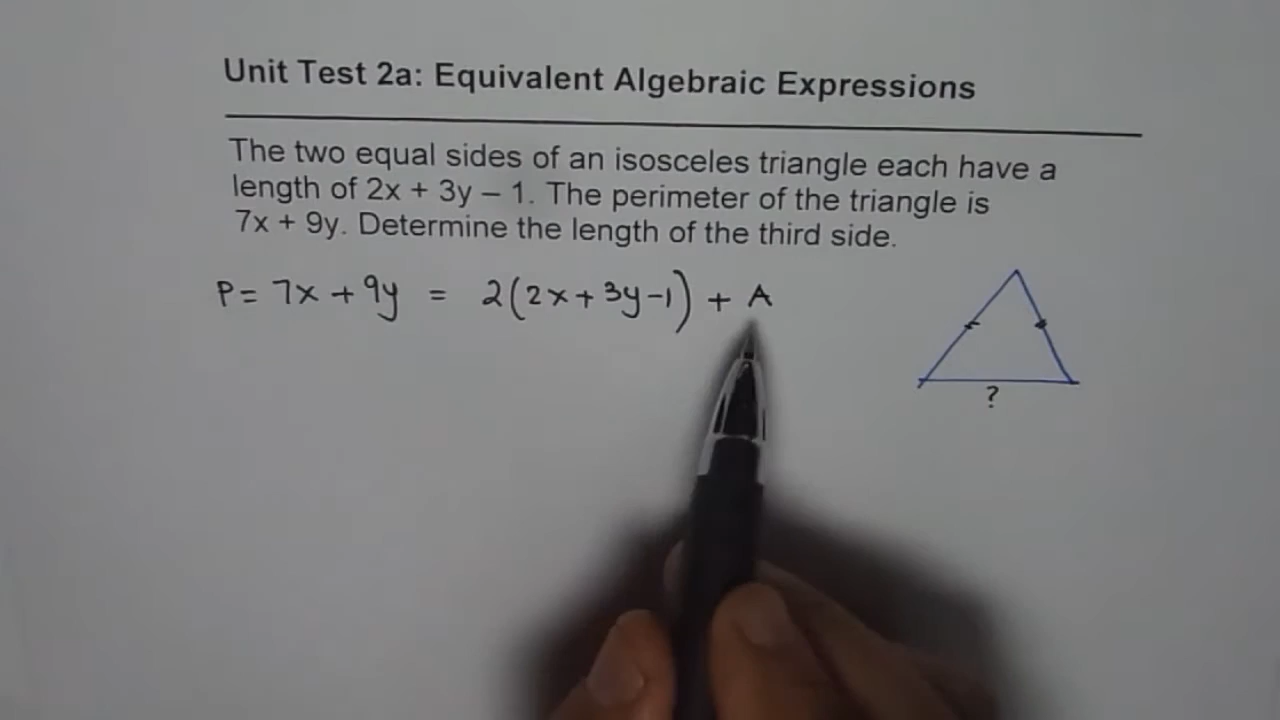 Unit Test 2a: Equivalent Algebraic Expressions
The two equal sides of an isosceles triangle each have a
length of 2x + 3y – 1. The perimeter of the triangle is
7x + 9y. Determine the length of the third side.
P = 7x + 9y = 2(2x + 3y - 1) + A
?